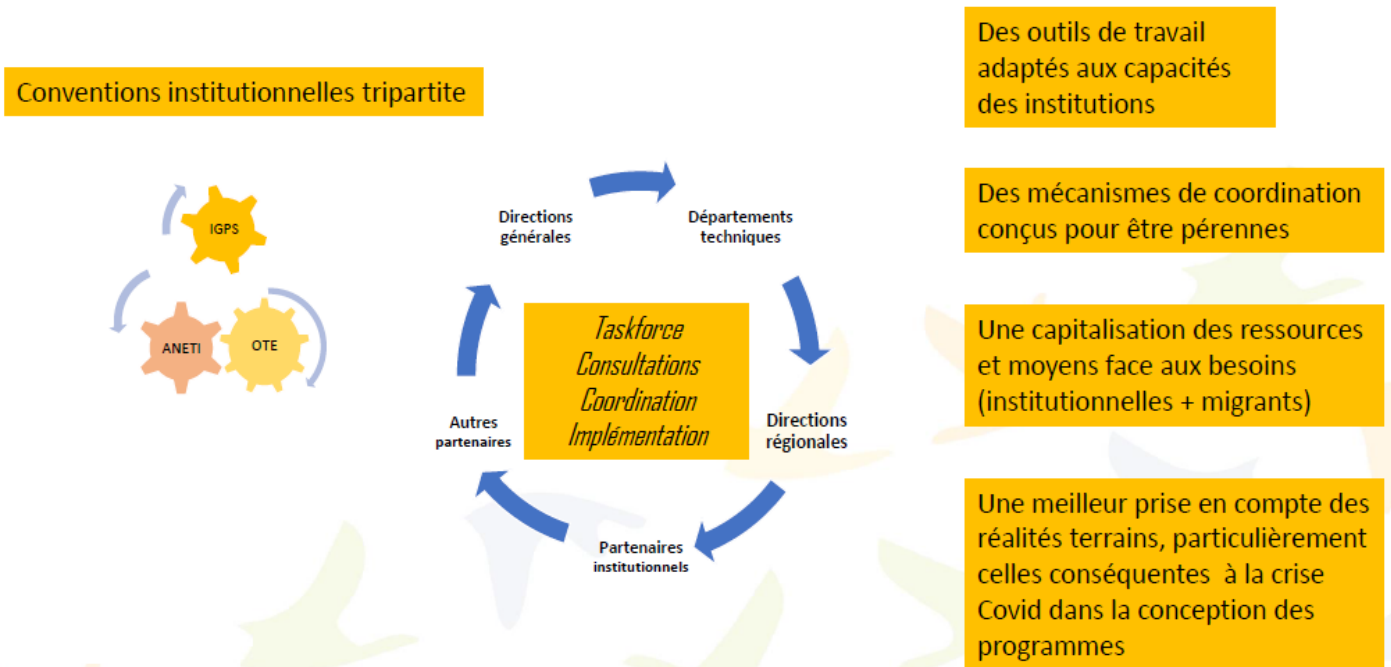 Conventions institutionnelles tripartite
IGPS
ANETI
OTE
Directions
générales
Départements
techniques
Directions
régionales
Partenaires
institutionnels
Autres
partenaires
Taskforce
Consultations
Coordination
Implémentation
Des outils de travail
adaptés aux capacités
des institutions
Des mécanismes de coordination
conçus pour être pérennes
Une capitalisation des ressources
et moyens face aux besoins
(institutionnelles + migrants)
Une meilleur prise en compte des
réalités terrains, particulièrement
celles conséquentes à la crise
Covid dans la conception des
programmes